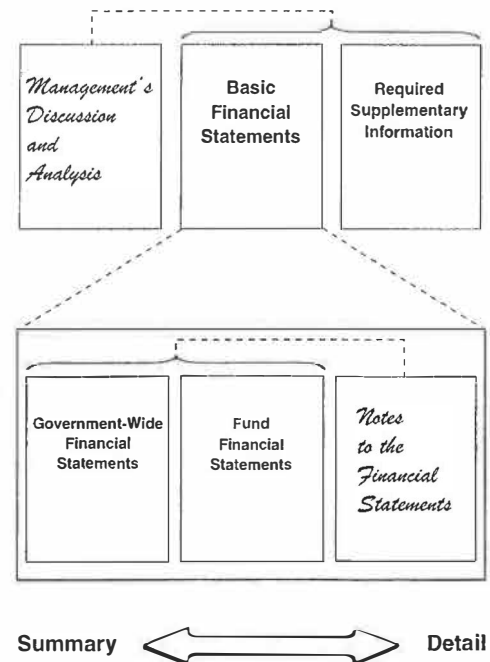 Management's
Discussion
and
Analysis
Basic
Financial
Statements
Required
Supplementary
Information
Government-Wide
Financial
Statements
Fund
Financial
Statements
Notes
to the
Financial
Statements
Summary
Detail